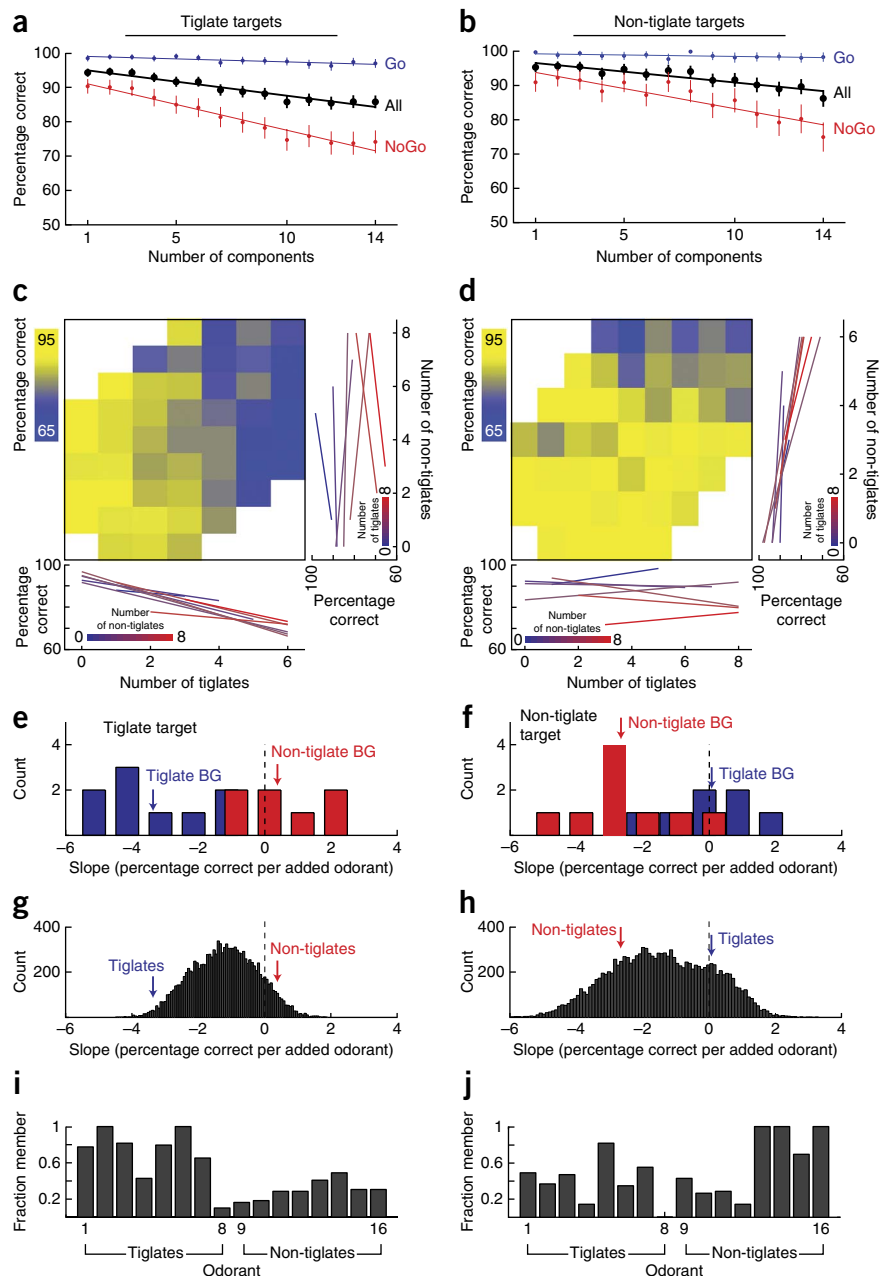 a
Tiglate targets
Percentage correct
100
90
80
70
60
50
Go
All
NoGo
1
5
10
14
Number of components
b
Non-tiglate targets
Percentage correct
100
90
80
70
60
50
Go
All
NoGo
1
5
10
14
Number of components
c
Percentage correct
95
65
8
6
4
2
0
Number of non-tiglates
Number of tiglates
0
8
100
60
Percentage correct
Percentage correct
100
60
Number of non-tiglates
0
8
0
2
4
6
Number of tiglates
d
Percentage correct
95
65
6
4
2
0
Number of non-tiglates
Number of tiglates
0
8
100
60
Percentage correct
Percentage correct
100
60
Number of non-tiglates
0
8
0
2
4
6
8
Number of tiglates
e
Tiglate target
Non-tiglate BG
Tiglate BG
Count
4
2
−6
−4
−2
0
2
4
Slope (percentage correct per added odorant)
f
Non-tiglate target
Non-tiglate BG
Tiglate BG
Count
4
2
−6
−4
−2
0
2
4
Slope (percentage correct per added odorant)
g
Count
400
200
Tiglates
Non-tiglates
−6
−4
−2
0
2
4
Slope (percentage correct per added odorant)
h
Count
400
200
Non-tiglates
Tiglates
−6
−4
−2
0
2
4
Slope (percentage correct per added odorant)
i
Fraction member
1
0.6
0.2
1
8
9
16
Tiglates
Non-tiglates
Odorant
j
Fraction member
1
0.6
0.2
1
8
9
16
Tiglates
Non-tiglates
Odorant